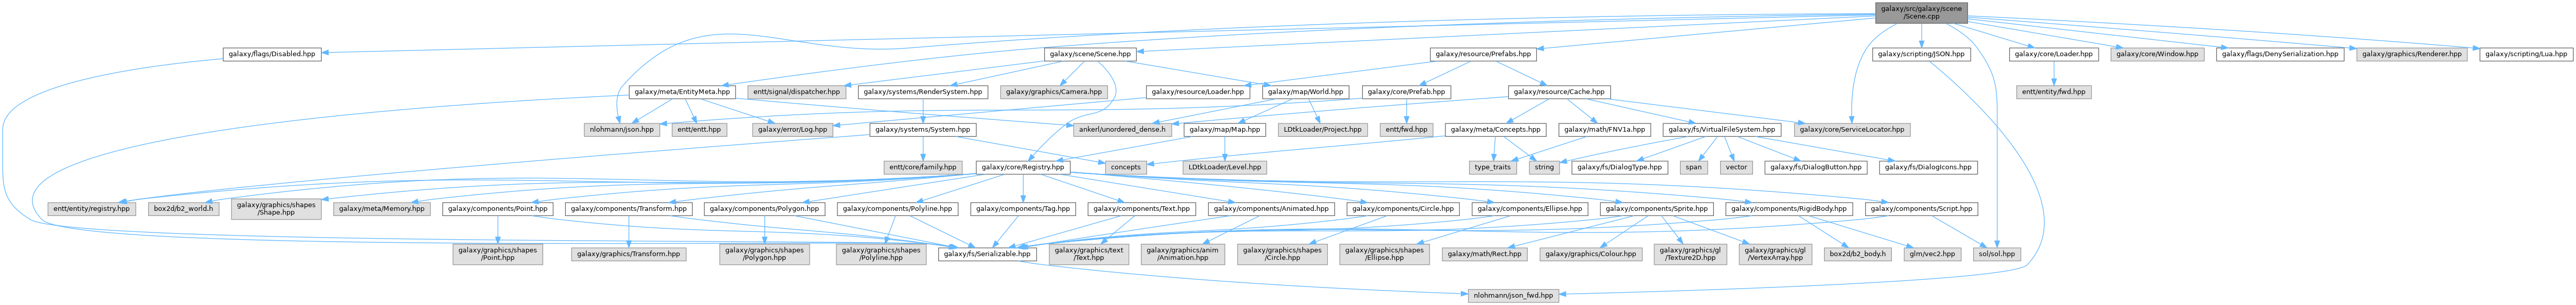 galaxy/src/galaxy/scene
/Scene.cpp
galaxy/flags/Disabled.hpp
galaxy/scene/Scene.hpp
galaxy/resource/Prefabs.hpp
galaxy/scripting/JSON.hpp
galaxy/core/Loader.hpp
galaxy/core/Window.hpp
galaxy/flags/DenySerialization.hpp
galaxy/graphics/Renderer.hpp
galaxy/scripting/Lua.hpp
galaxy/meta/EntityMeta.hpp
entt/signal/dispatcher.hpp
galaxy/systems/RenderSystem.hpp
galaxy/graphics/Camera.hpp
galaxy/resource/Loader.hpp
galaxy/map/World.hpp
galaxy/core/Prefab.hpp
galaxy/resource/Cache.hpp
entt/entity/fwd.hpp
nlohmann/json.hpp
entt/entt.hpp
galaxy/error/Log.hpp
galaxy/systems/System.hpp
ankerl/unordered_dense.h
galaxy/map/Map.hpp
LDtkLoader/Project.hpp
entt/fwd.hpp
galaxy/meta/Concepts.hpp
galaxy/math/FNV1a.hpp
galaxy/fs/VirtualFileSystem.hpp
galaxy/core/ServiceLocator.hpp
entt/core/family.hpp
galaxy/core/Registry.hpp
concepts
LDtkLoader/Level.hpp
type_traits
string
galaxy/fs/DialogType.hpp
span
vector
galaxy/fs/DialogButton.hpp
galaxy/fs/DialogIcons.hpp
entt/entity/registry.hpp
box2d/b2_world.h
galaxy/graphics/shapes
/Shape.hpp
galaxy/meta/Memory.hpp
galaxy/components/Point.hpp
galaxy/components/Transform.hpp
galaxy/components/Polygon.hpp
galaxy/components/Polyline.hpp
galaxy/components/Tag.hpp
galaxy/components/Text.hpp
galaxy/components/Animated.hpp
galaxy/components/Circle.hpp
galaxy/components/Ellipse.hpp
galaxy/components/Sprite.hpp
galaxy/components/RigidBody.hpp
galaxy/components/Script.hpp
galaxy/graphics/shapes
/Point.hpp
galaxy/graphics/Transform.hpp
galaxy/graphics/shapes
/Polygon.hpp
galaxy/graphics/shapes
/Polyline.hpp
galaxy/fs/Serializable.hpp
galaxy/graphics/text
/Text.hpp
galaxy/graphics/anim
/Animation.hpp
galaxy/graphics/shapes
/Circle.hpp
galaxy/graphics/shapes
/Ellipse.hpp
galaxy/math/Rect.hpp
galaxy/graphics/Colour.hpp
galaxy/graphics/gl
/Texture2D.hpp
galaxy/graphics/gl
/VertexArray.hpp
box2d/b2_body.h
glm/vec2.hpp
sol/sol.hpp
nlohmann/json_fwd.hpp